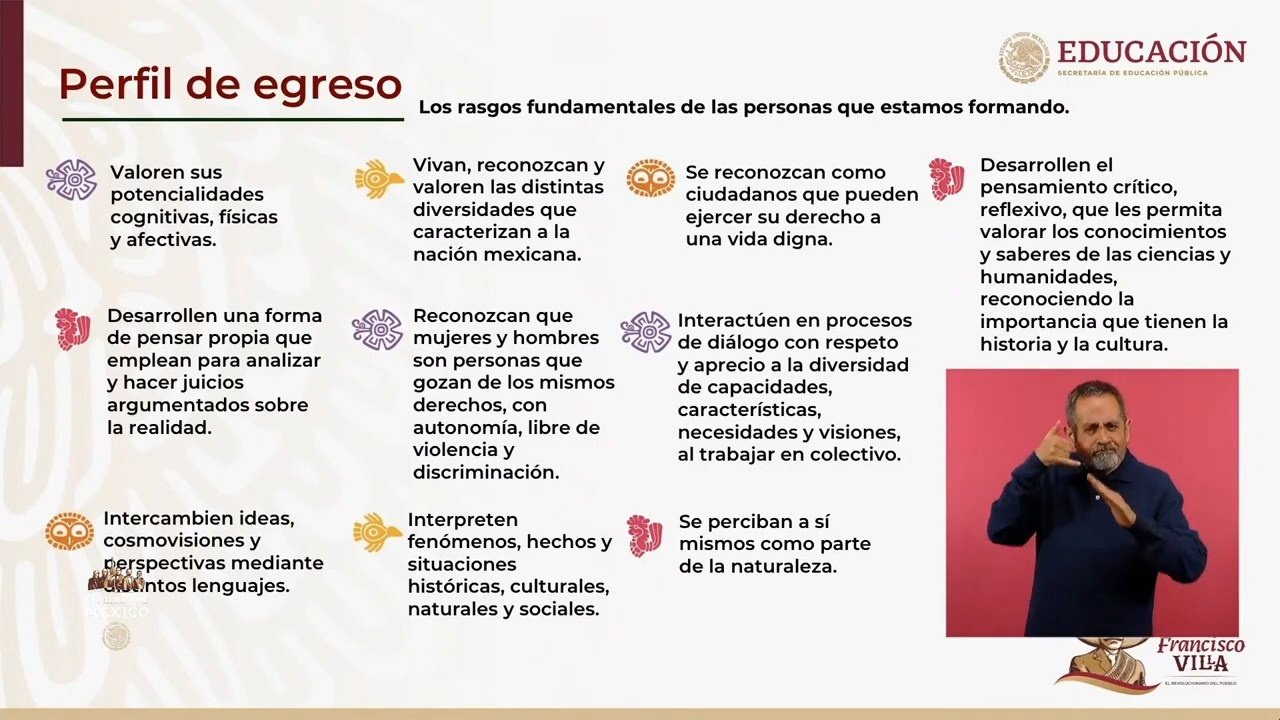 Perfil de egreso
Los rasgos fundamentales de las personas que estamos formando.
EDUCACIÓN
SECRETARÍA DE EDUCACIÓN PÚBLICA
Valoren sus
potencialidades
cognitivas, físicas
y afectivas.
Vivan, reconozcan y
valoren las distintas
diversidades que
caracterizan a la
nación mexicana.
Se reconozcan como
ciudadanos que pueden
ejercer su derecho a
una vida digna.
Desarrollen el
pensamiento crítico,
reflexivo, que les permita
valorar los conocimientos
y saberes de las ciencias y
humanidades,
reconociendo la
importancia que tienen la
historia y la cultura.
Desarrollen una forma
de pensar propia que
emplean para analizar
y hacer juicios
argumentados sobre
la realidad.
Reconozcan que
mujeres y hombres
son personas que
gozan de los mismos
derechos, con
autonomía, libre de
violencia y
discriminación.
Interactúen en procesos
de diálogo con respeto
y aprecio a la diversidad
de capacidades,
características,
necesidades y visiones,
al trabajar en colectivo.
Intercambien ideas,
cosmovisiones y
perspectivas mediante
distintos lenguajes.
Interpreten
fenómenos, hechos y
situaciones
históricas, culturales,
naturales y sociales.
Se perciban a sí
mismos como parte
de la naturaleza.
MÉXICO
Francisco
VILLA
EL REVOLUCIONARIO DEL PUEBLO